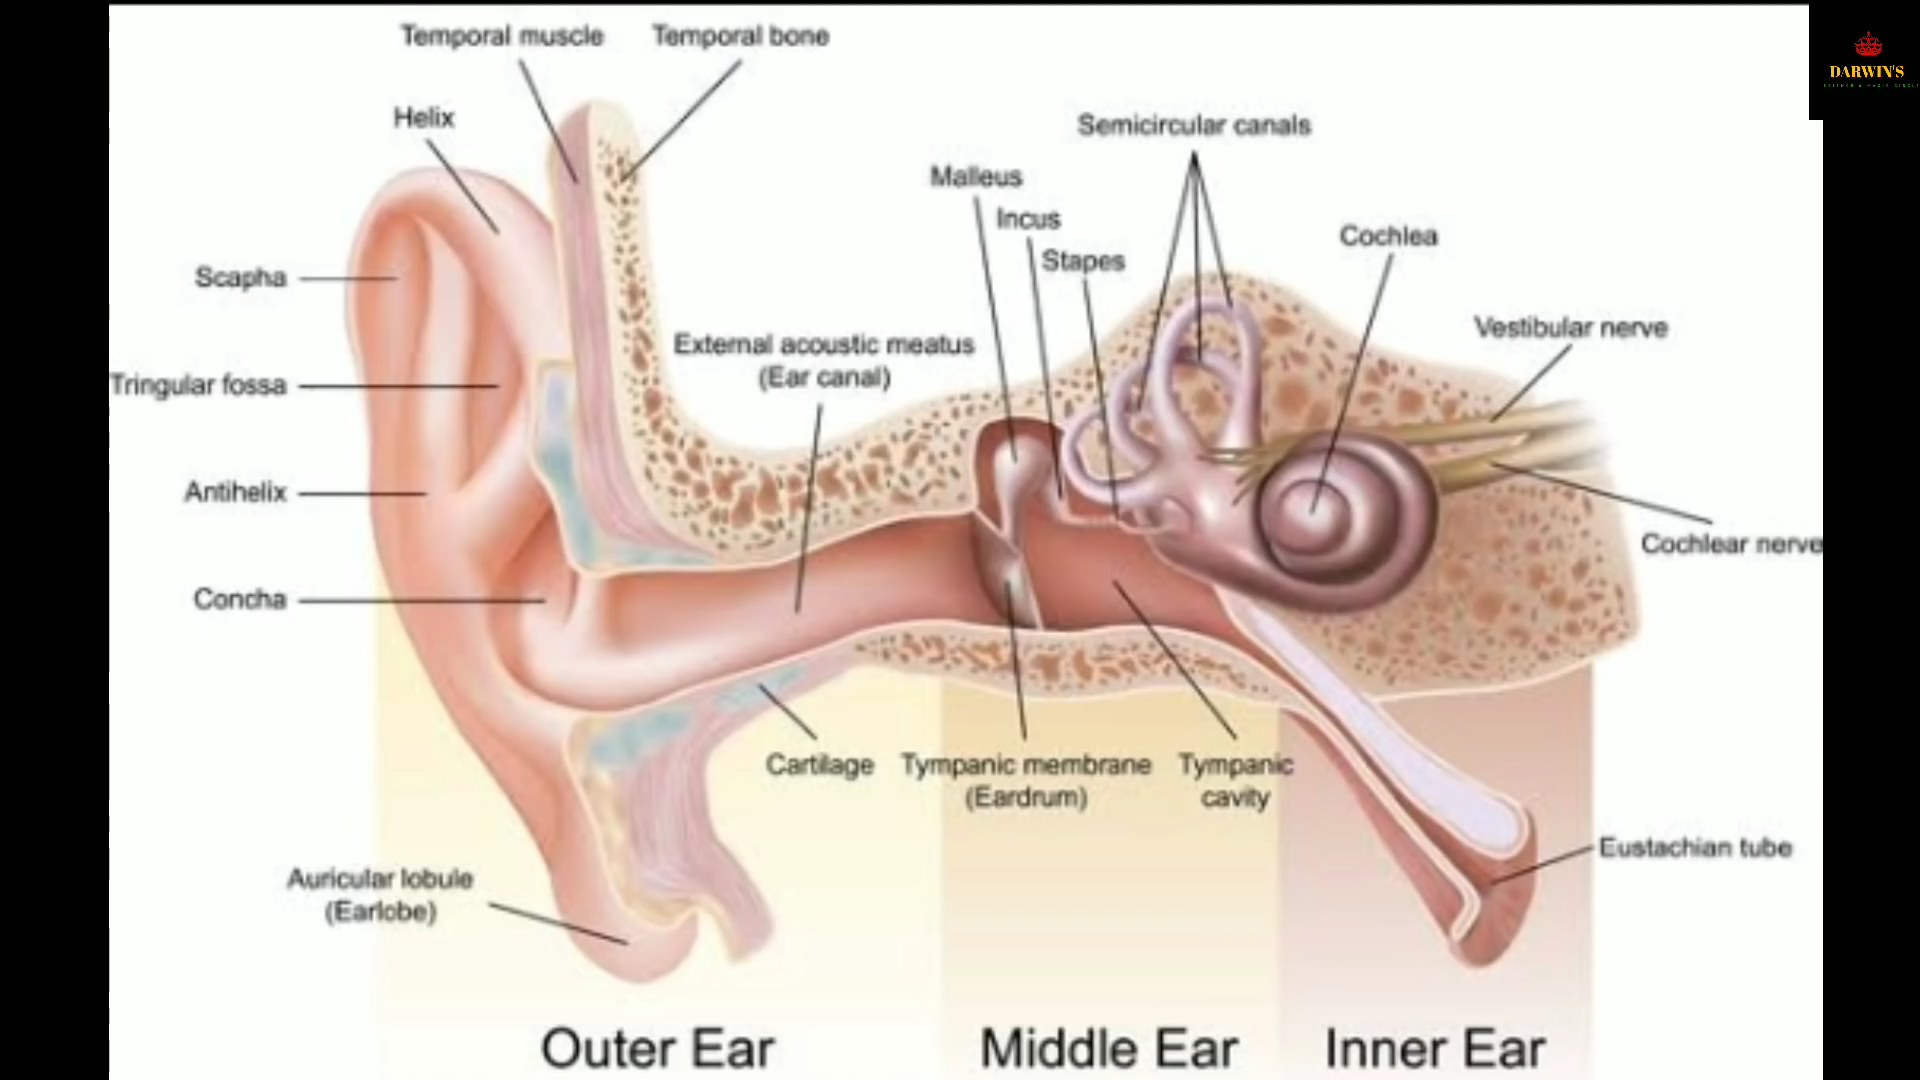 Temporal muscle
Temporal bone
DARWIN'S
Helix
Semicircular canals
Malleus
Incus
Stapes
Cochlea
Scapha
Vestibular nerve
External acoustic meatus
(Ear canal)
Tringular fossa
Antihelix
Cochlear nerve
Concha
Cartilage
Tympanic membrane
(Eardrum)
Tympanic
cavity
Eustachian tube
Auricular lobule
(Earlobe)
Outer Ear
Middle Ear
Inner Ear